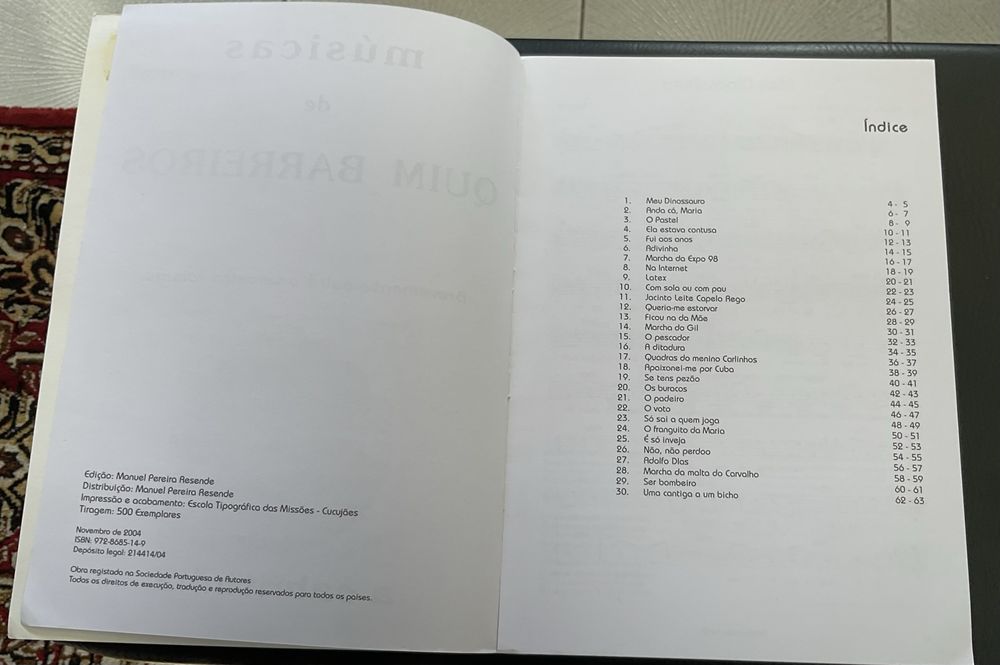 músicas
de
QUIM BARREIROS
Edição: Manuel Pereira Resende
Distribuição: Manuel Pereira Resende
Impressão e acabamento: Escola Tipográfica das Missões - Cucujães
Tiragem: 500 Exemplares
Novembro de 2004
ISBN: 972-8685-14-9
Depósito legal: 214414/04
Obra registada na Sociedade Portuguesa de Autores
Todos os direitos de execução, tradução e reprodução reservados para todos os países.
Índice
1. Meu Dinossauro 4 - 5
2. Anda cá, Maria 6 - 7
3. O Pastel 8 - 9
4. Ela estava contusa 10 - 11
5. Fui aos anos 12 - 13
6. Adivinha 14 - 15
7. Marcha da Expo 98 16 - 17
8. Na Internet 18 - 19
9. Latex 20 - 21
10. Com sola ou com pau 22 - 23
11. Jacinto Leite Capelo Rego 24 - 25
12. Queria-me estorvar 26 - 27
13. Ficou na da Mãe 28 - 29
14. Marcha do Gil 30 - 31
15. O pescador 32 - 33
16. A ditadura 34 - 35
17. Quadras do menino Carlinhos 36 - 37
18. Apaixonei-me por Cuba 38 - 39
19. Se tens pezão 40 - 41
20. Os buracos 42 - 43
21. O padeiro 44 - 45
22. O voto 46 - 47
23. Só sai a quem joga 48 - 49
24. O franguito da Maria 50 - 51
25. É só inveja 52 - 53
26. Não, não perdoo 54 - 55
27. Adolfo Dias 56 - 57
28. Marcha da malta do Carvalho 58 - 59
29. Ser bombeiro 60 - 61
30. Uma cantiga a um bicho 62 - 63